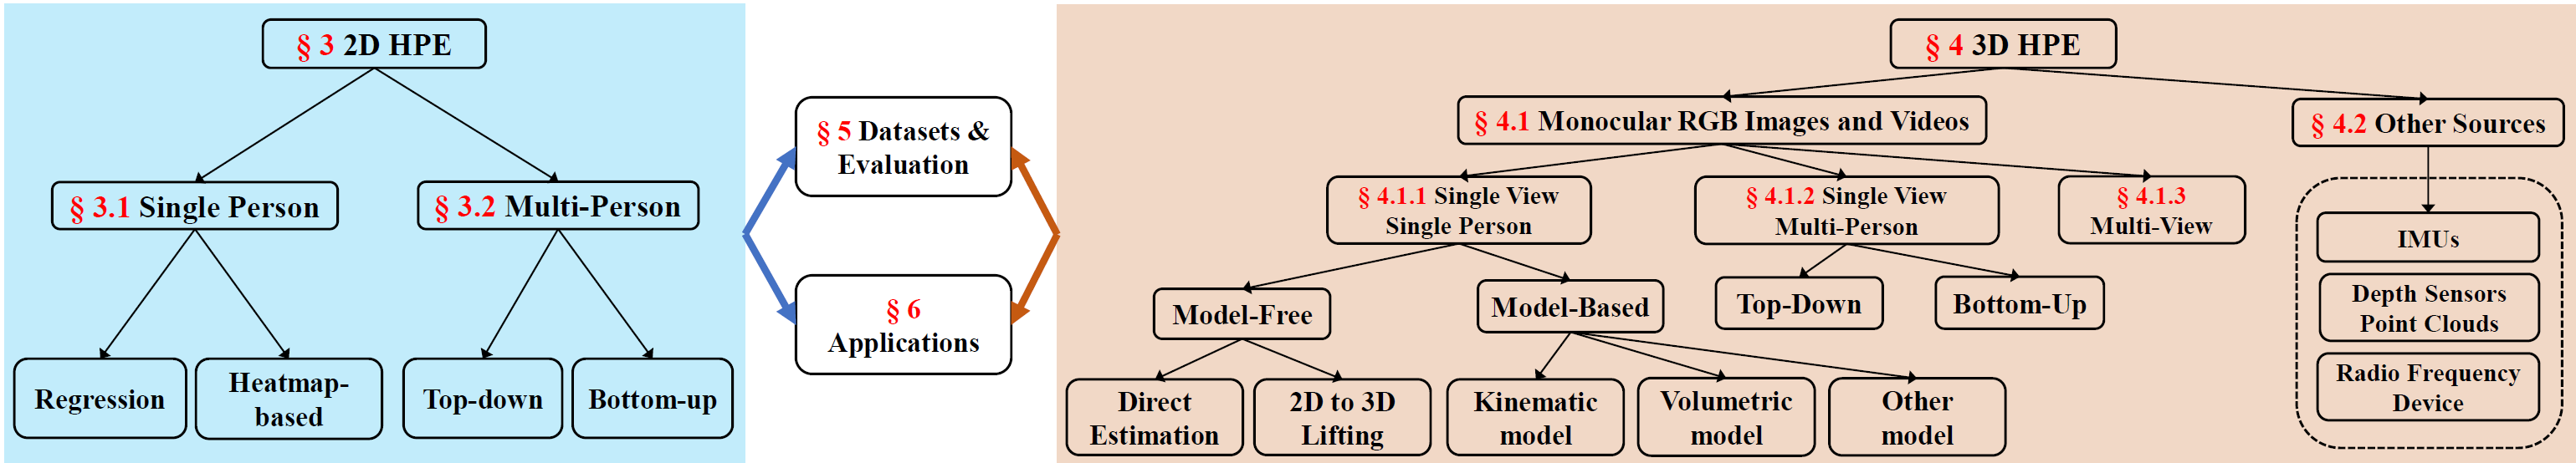 § 3 2D HPE
§ 3.1 Single Person
§ 3.2 Multi-Person
Regression
Heatmap-
based
Top-down
Bottom-up
§ 5 Datasets &
Evaluation
§ 6
Applications
§ 4 3D HPE
§ 4.1 Monocular RGB Images and Videos
§ 4.2 Other Sources
§ 4.1.1 Single View
Single Person
§ 4.1.2 Single View
Multi-Person
§ 4.1.3
Multi-View
Model-Free
Model-Based
Top-Down
Bottom-Up
Direct
Estimation
2D to 3D
Lifting
Kinematic
model
Volumetric
model
Other
model
IMUs
Depth Sensors
Point Clouds
Radio Frequency
Device